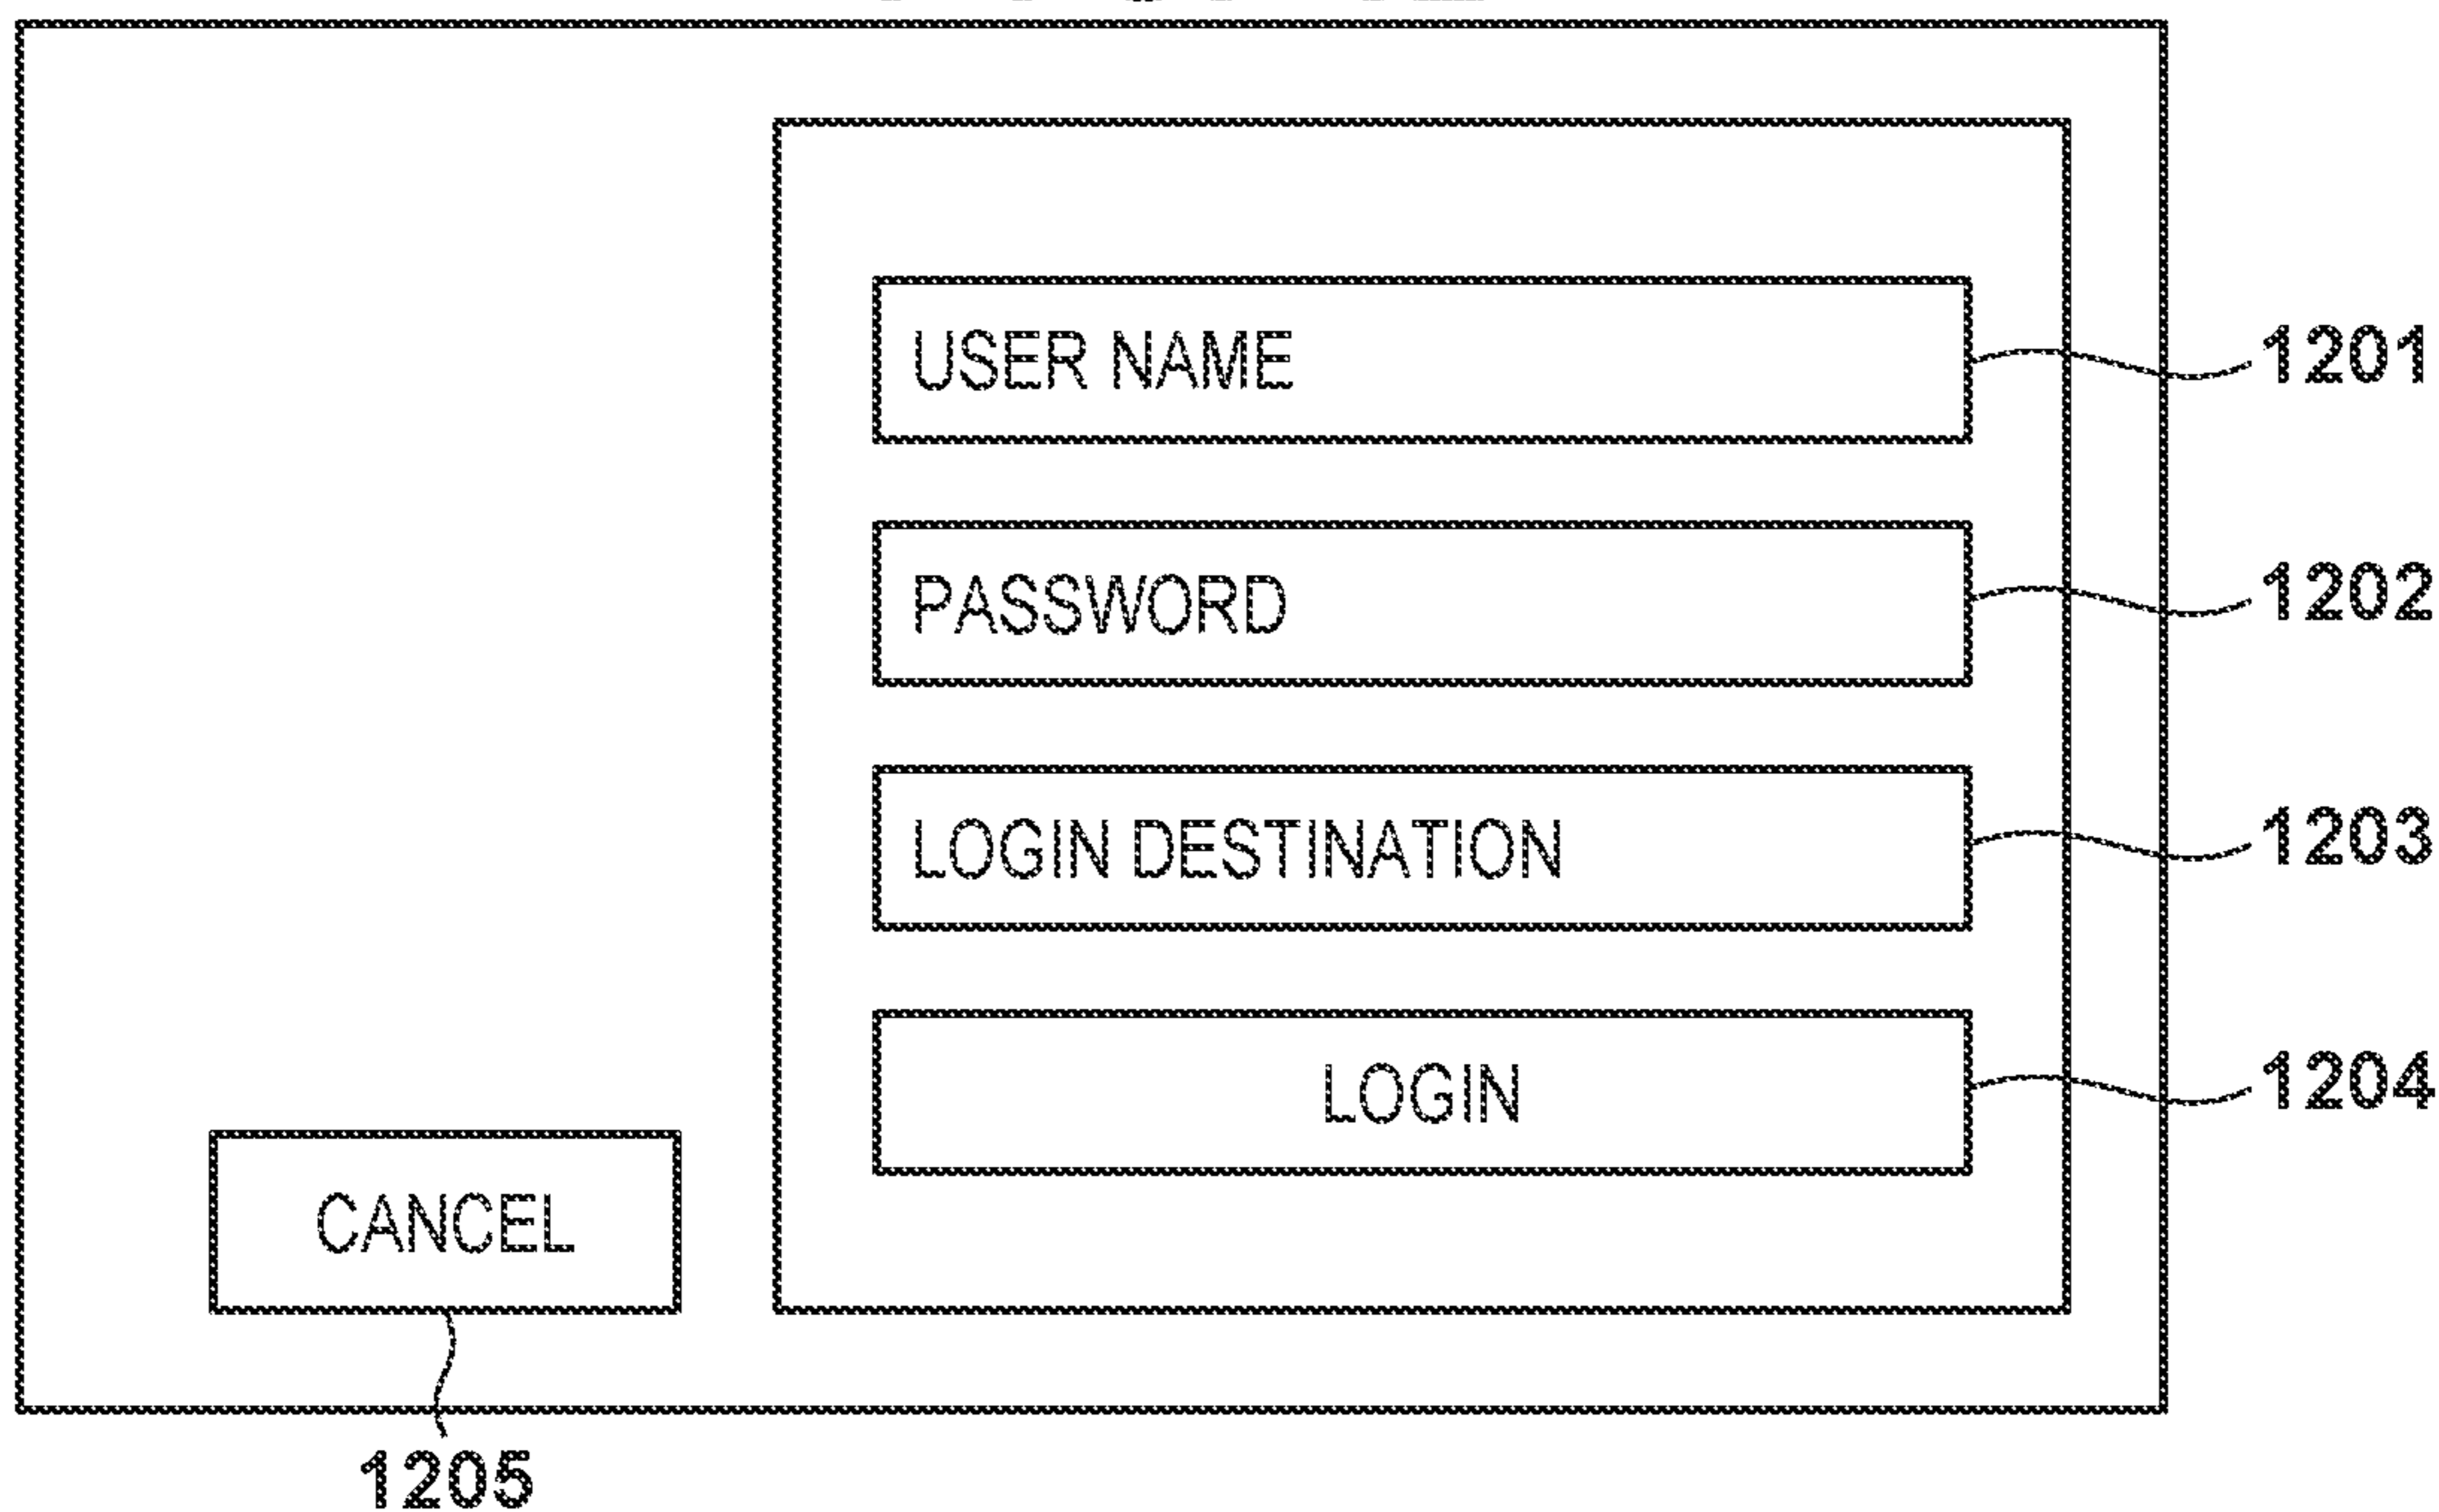 USER NAME 1201
PASSWORD 1202
LOGIN DESTINATION 1203
LOGIN 1204
CANCEL
1205